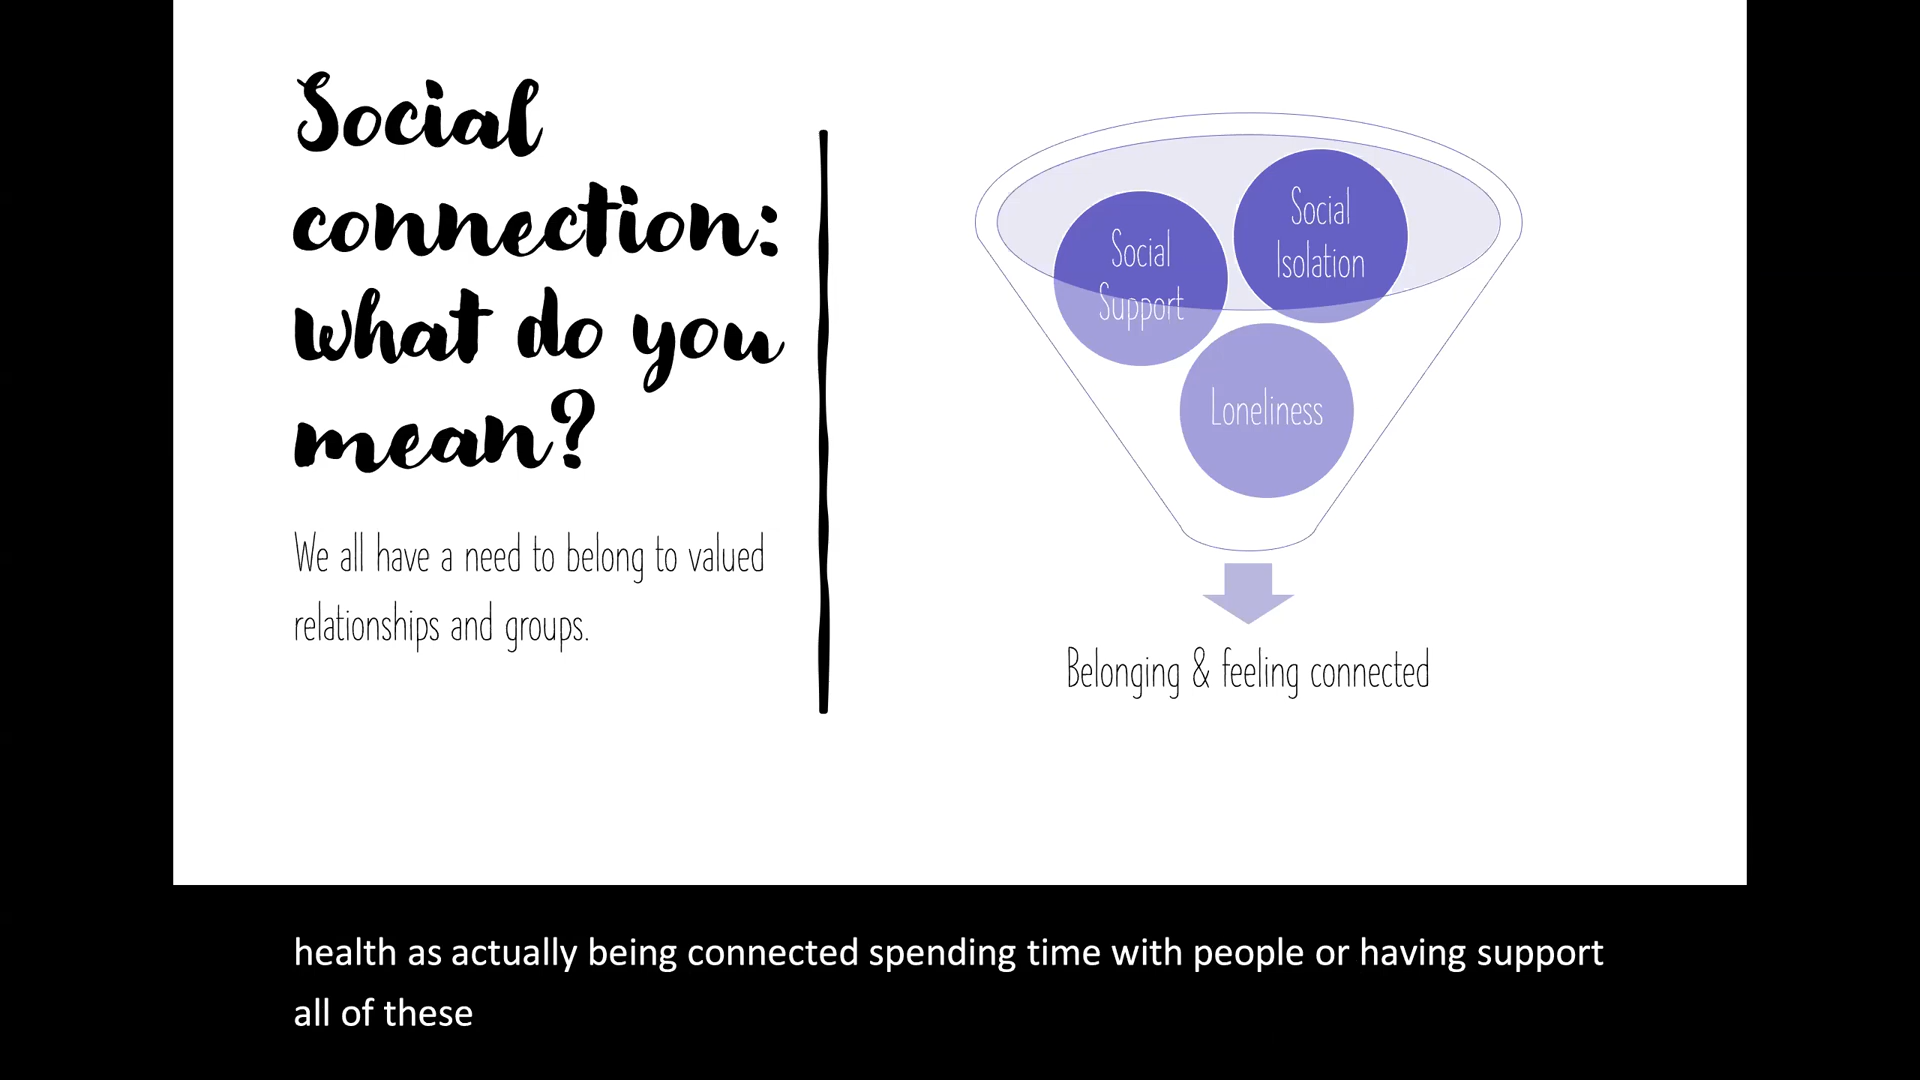 Social
connection:
what do you
mean?
We all have a need to belong to valued
relationships and groups.
Social
Support
Social
Isolation
Loneliness
Belonging & feeling connected
health as actually being connected spending time with people or having support
all of these